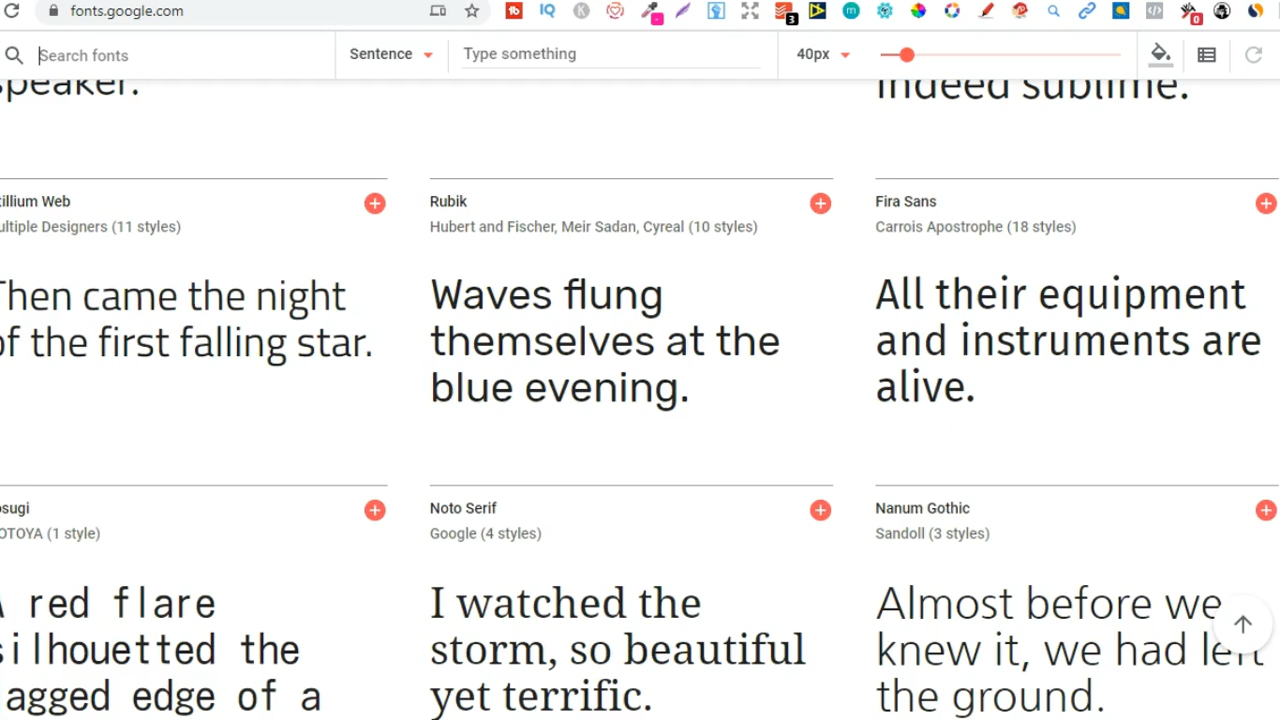 fonts.google.com
Search fonts
Sentence
Type something
40px
speaker.
indeed sublime.
tillium Web
ultiple Designers (11 styles)
Then came the night
of the first falling star.
Rubik
Hubert and Fischer, Meir Sadan, Cyreal (10 styles)
Waves flung
themselves at the
blue evening.
Fira Sans
Carrois Apostrophe (18 styles)
All their equipment
and instruments are
alive.
osugi
OTOYA (1 style)
A red flare
silhouetted the
jagged edge of a
Noto Serif
Google (4 styles)
I watched the
storm, so beautiful
yet terrific.
Nanum Gothic
Sandoll (3 styles)
Almost before we
knew it, we had left
the ground.